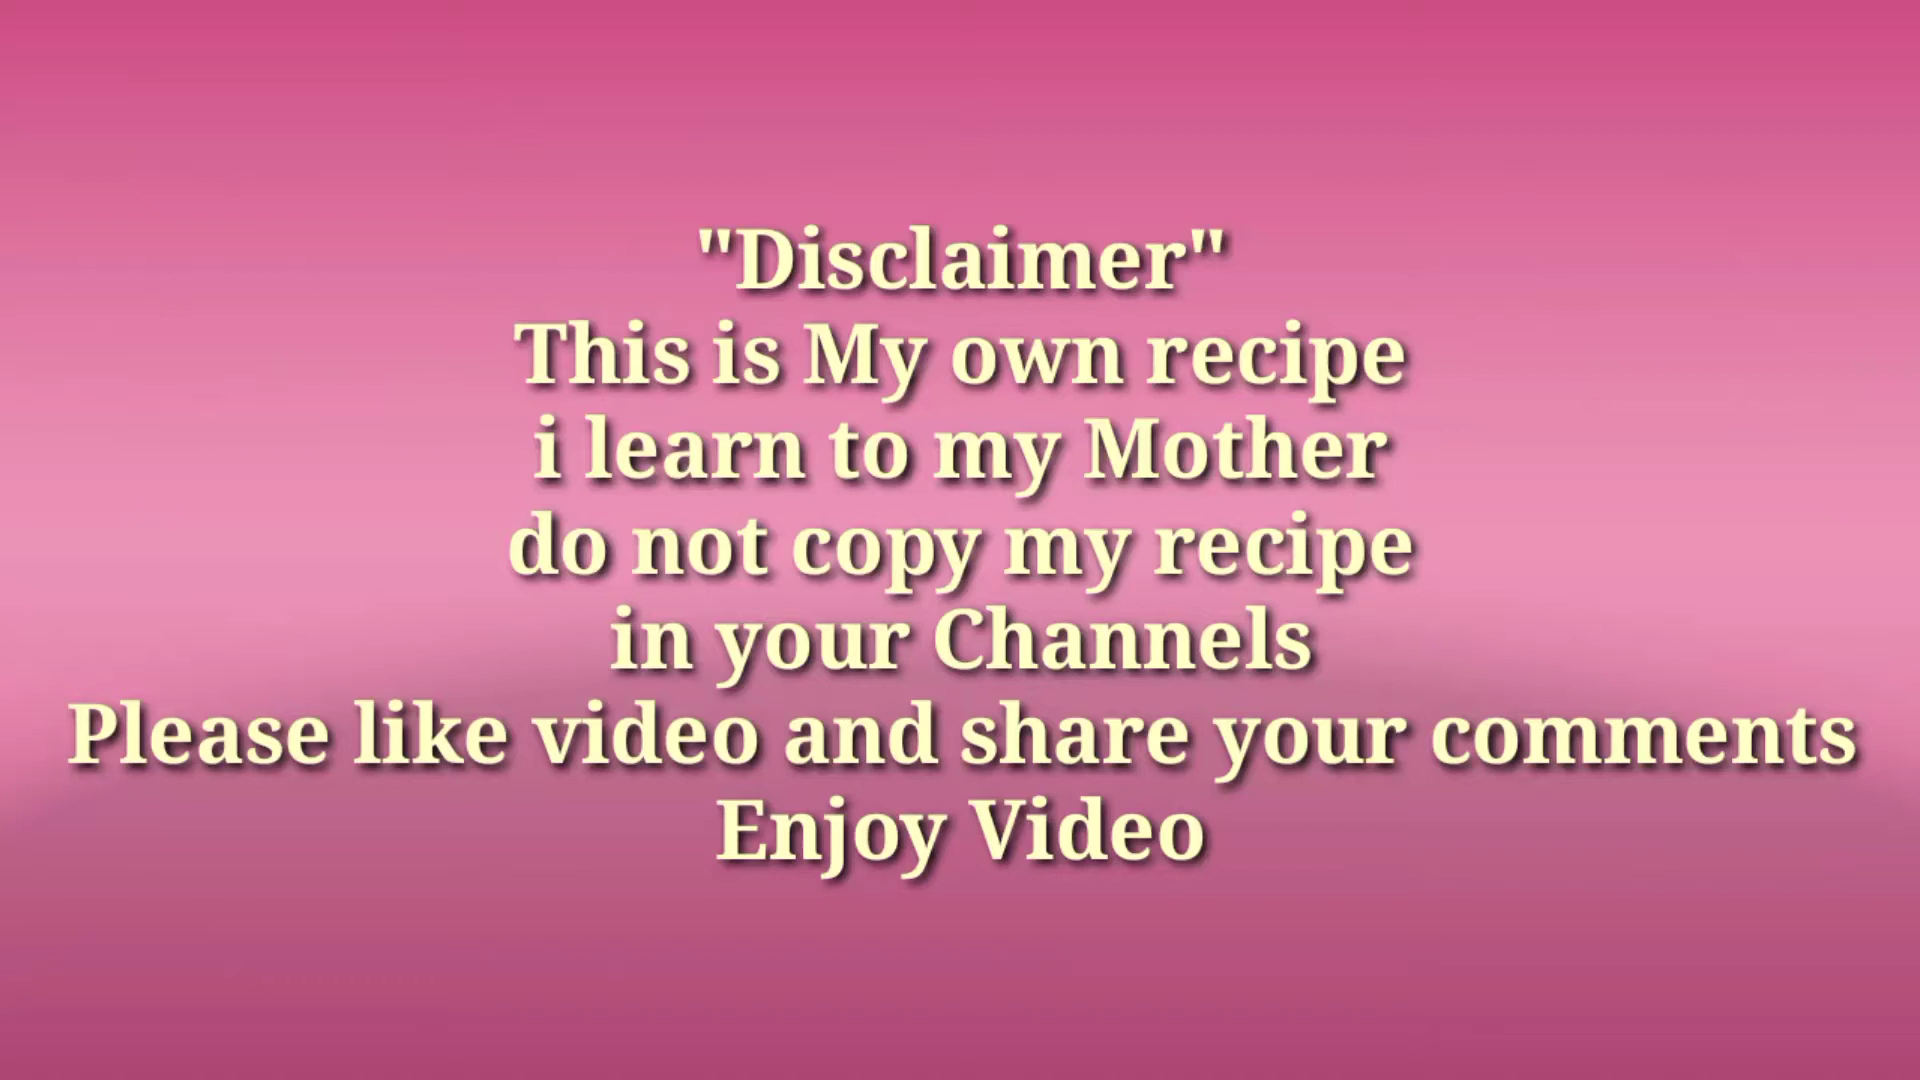 "Disclaimer"
This is My own recipe
i learn to my Mother
do not copy my recipe
in your Channels
Please like video and share your comments
Enjoy Video